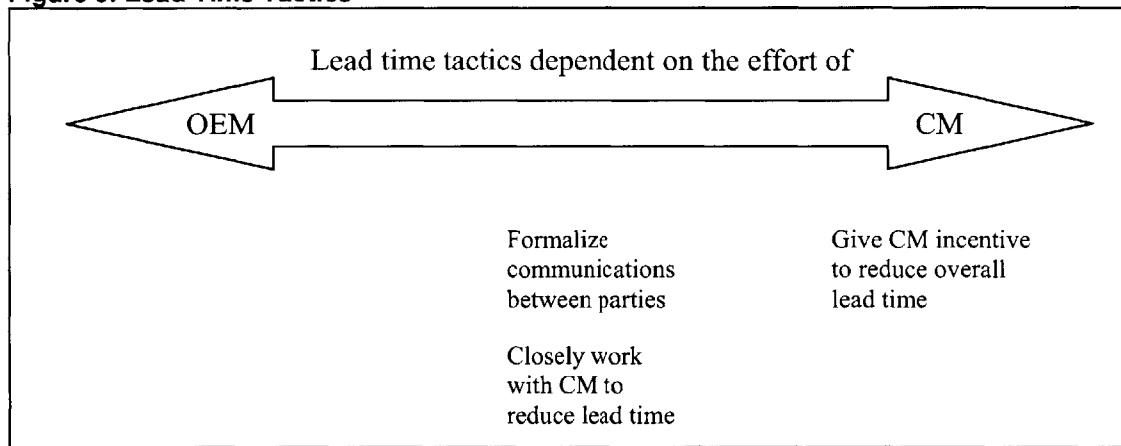 Figure Lead Time Tactics
Lead time tactics dependent on the effort of
OEM CM
Formalize
communications
between parties
Closely work
with CM to
reduce lead time
Give CM incentive
to reduce overall
lead time